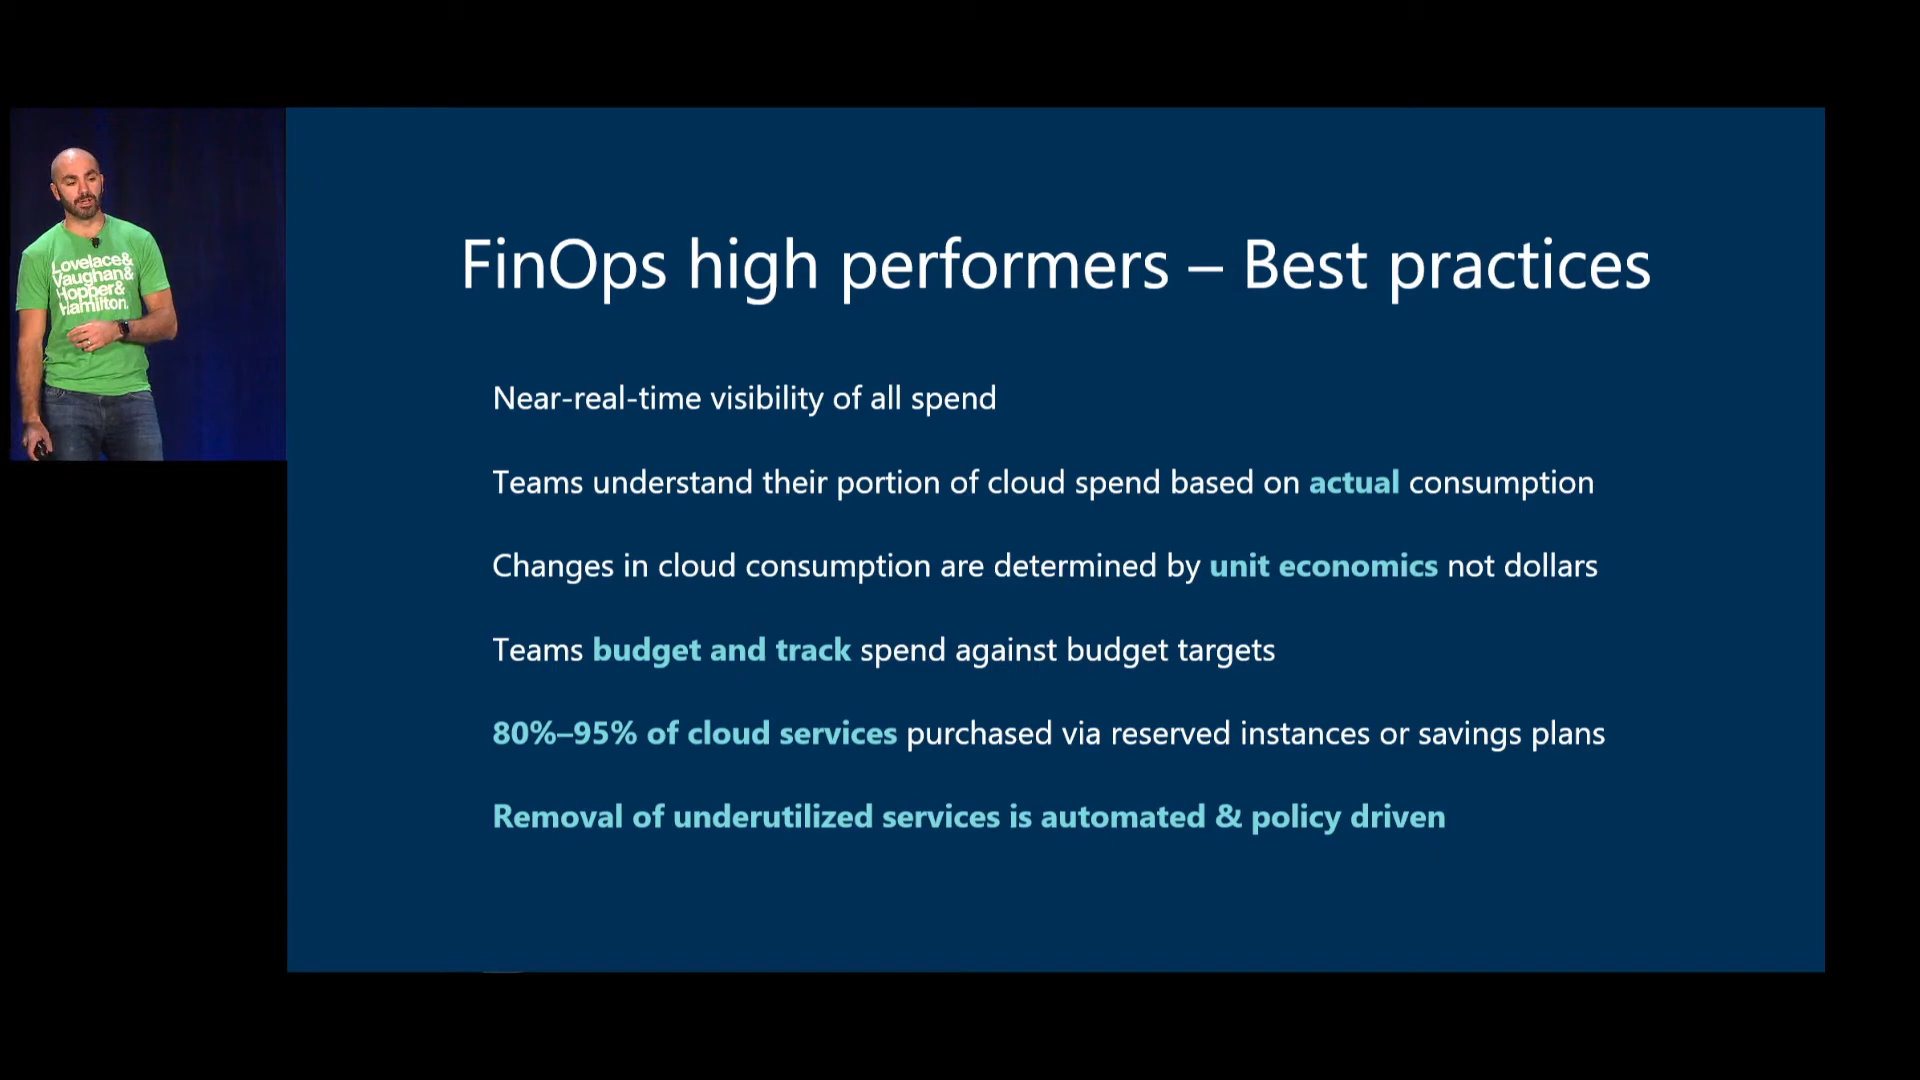 Lovelace&
Vaughan&
Hopper&
Hamilton.
FinOps high performers – Best practices
Near-real-time visibility of all spend
Teams understand their portion of cloud spend based on actual consumption
Changes in cloud consumption are determined by unit economics not dollars
Teams budget and track spend against budget targets
80%–95% of cloud services purchased via reserved instances or savings plans
Removal of underutilized services is automated & policy driven